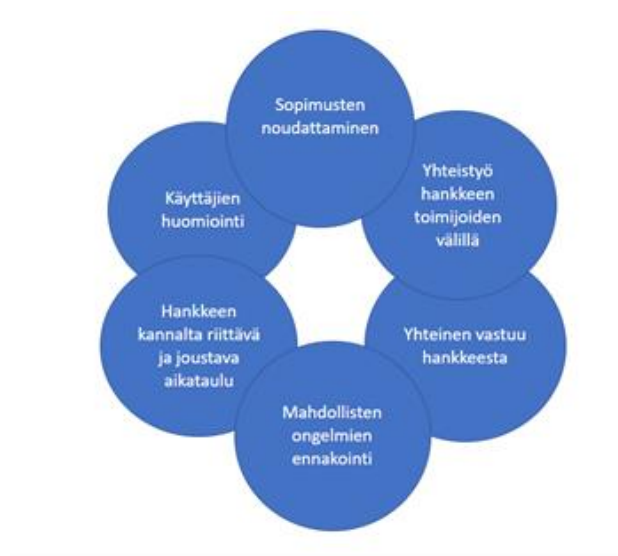 Sopimusten
noudattaminen
Yhteistyö
hankkeen
toimijoiden
välillä
Yhteinen vastuu
hankkeesta
Mahdollisten
ongelmien
ennakointi
Hankkeen
kannalta riittävä
ja joustava
aikataulu
Käyttäjien
huomiointi